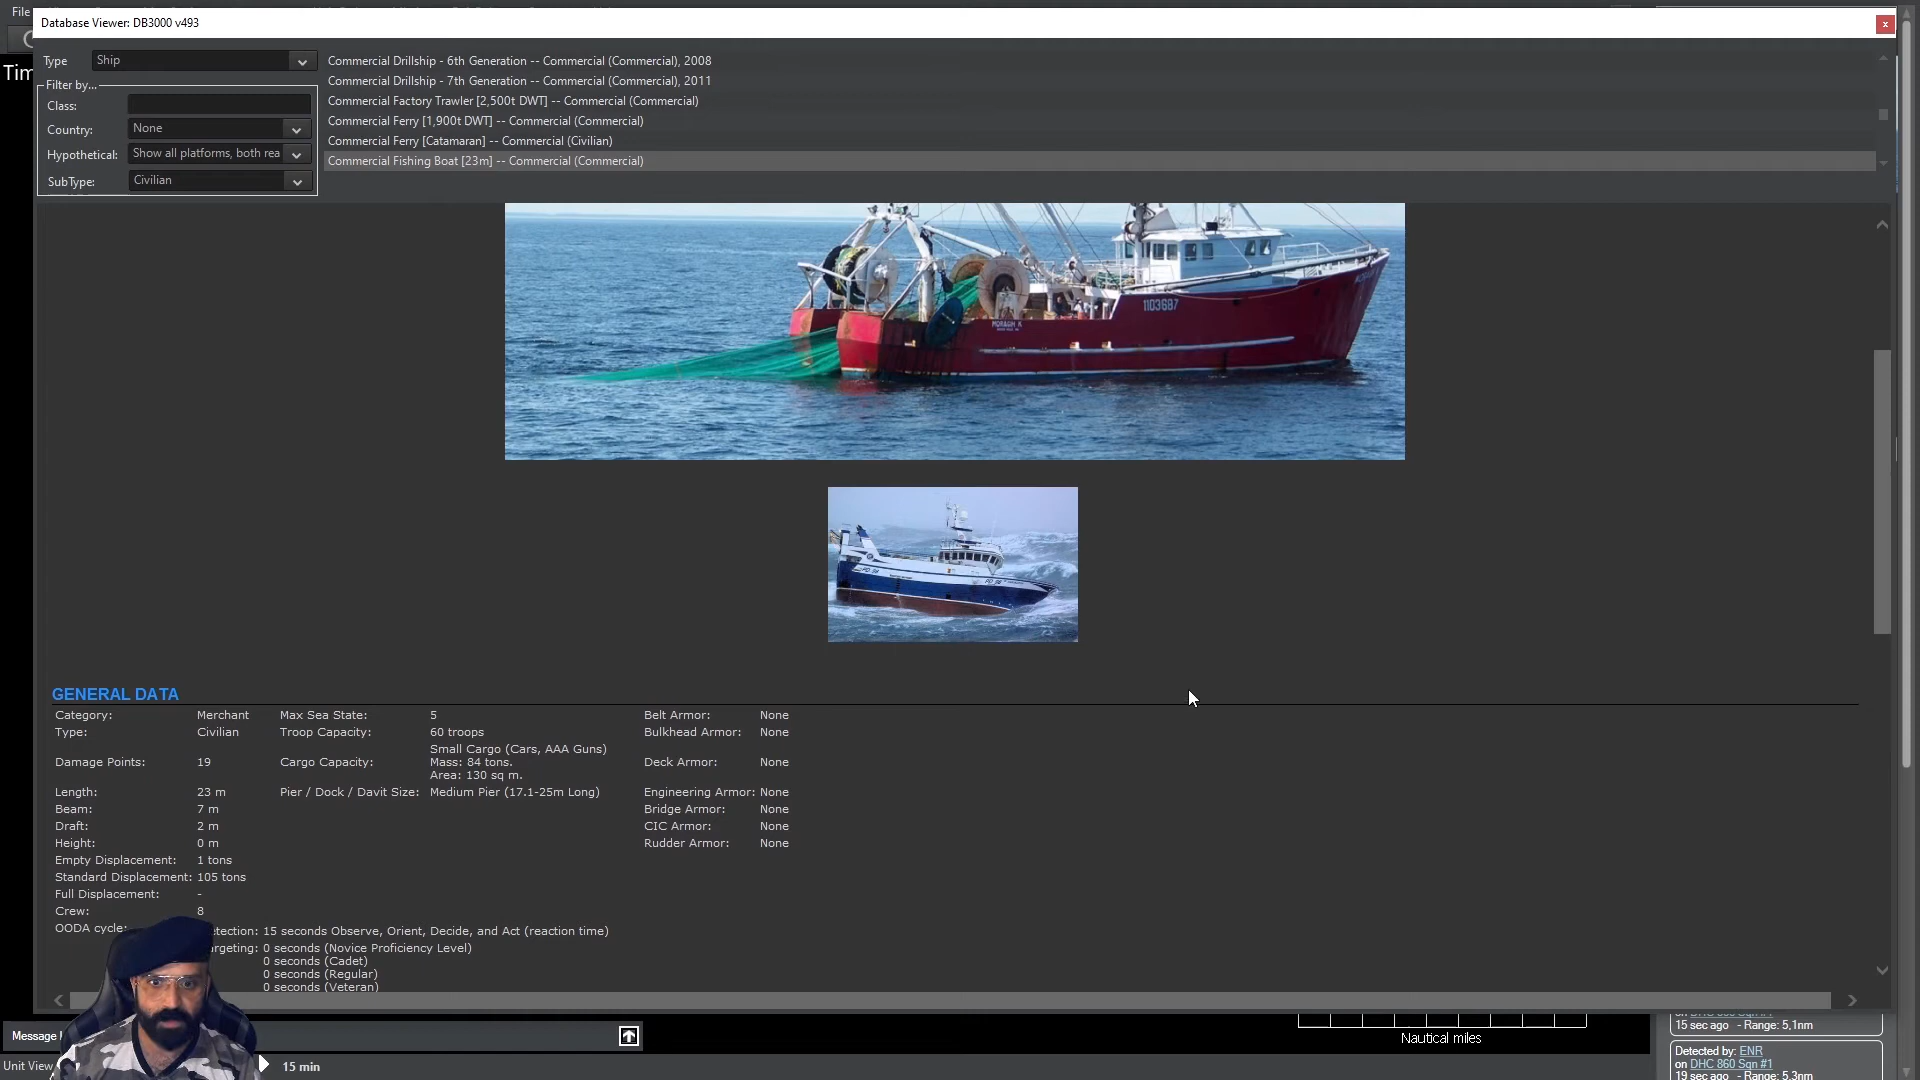 File
Database Viewer: DB3000 v493
x
Tim
Type
Ship
Filter by...
Class:
Country:
None
Hypothetical:
Show all platforms, both rea
SubType:
Civilian
Commercial Drillship - 6th Generation -- Commercial (Commercial), 2008
Commercial Drillship - 7th Generation -- Commercial (Commercial), 2011
Commercial Factory Trawler [2,500t DWT] -- Commercial (Commercial)
Commercial Ferry [1,900t DWT] -- Commercial (Commercial)
Commercial Ferry [Catamaran] -- Commercial (Civilian)
Commercial Fishing Boat [23m] -- Commercial (Commercial)
1103687
MORAGH K
GENERAL DATA
Category: Merchant Max Sea State: 5 Belt Armor: None
Type: Civilian Troop Capacity: 60 troops Bulkhead Armor: None
Small Cargo (Cars, AAA Guns)
Damage Points: 19 Cargo Capacity: Mass: 84 tons. Deck Armor: None
Area: 130 sq m.
Length: 23 m Pier / Dock / Davit Size: Medium Pier (17.1-25m Long) Engineering Armor: None
Beam: 7 m Bridge Armor: None
Draft: 2 m CIC Armor: None
Height: 0 m Rudder Armor: None
Empty Displacement: 1 tons
Standard Displacement: 105 tons
Full Displacement: -
Crew: 8
OODA cycle: etection: 15 seconds Observe, Orient, Decide, and Act (reaction time)
argeting: 0 seconds (Novice Proficiency Level)
0 seconds (Cadet)
0 seconds (Regular)
0 seconds (Veteran)
Message
Unit View
15 min
Nautical miles
15 sec ago - Range: 5,1nm
Detected by: ENR
on DHC 860 Sqn #1
19 sec ago - Range: 5,3nm